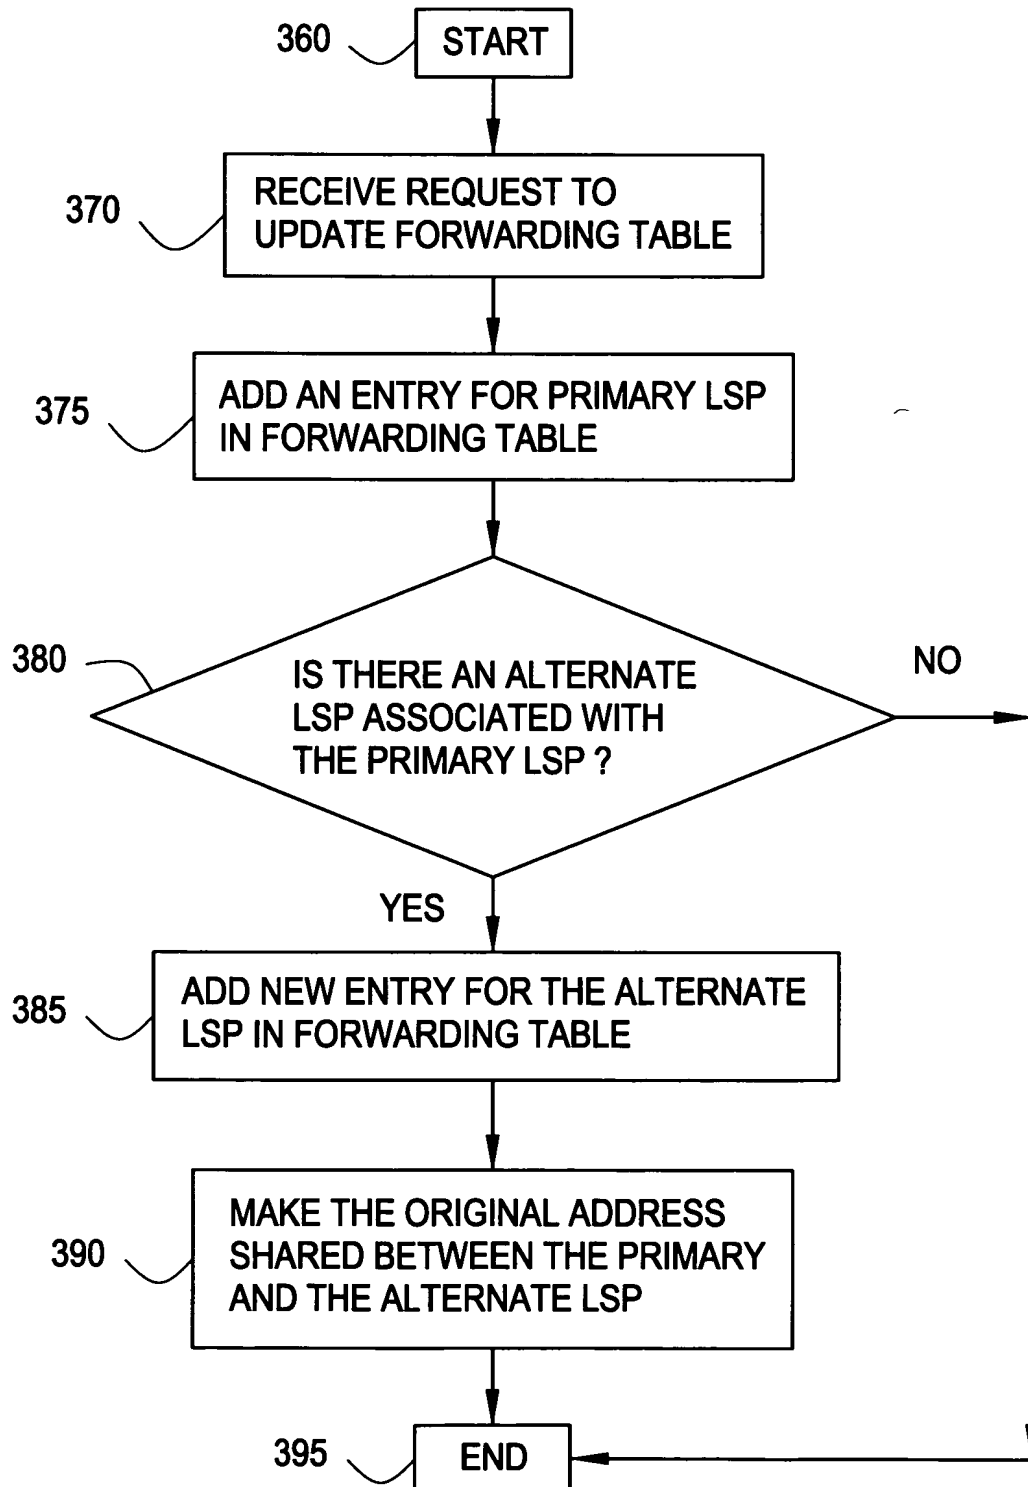 360
START
370
RECEIVE REQUEST TO
UPDATE FORWARDING TABLE
375
ADD AN ENTRY FOR PRIMARY LSP
IN FORWARDING TABLE
380
IS THERE AN ALTERNATE
LSP ASSOCIATED WITH
THE PRIMARY LSP ?
NO
YES
385
ADD NEW ENTRY FOR THE ALTERNATE
LSP IN FORWARDING TABLE
390
MAKE THE ORIGINAL ADDRESS
SHARED BETWEEN THE PRIMARY
AND THE ALTERNATE LSP
395
END